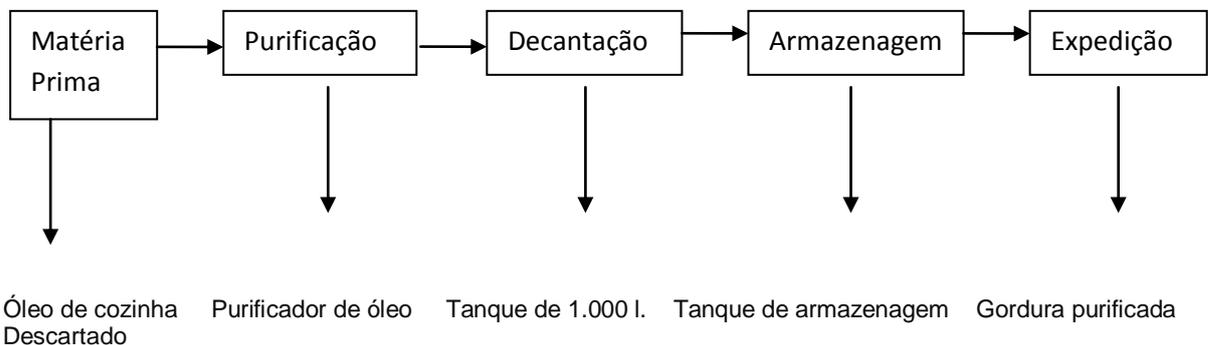 Matéria
Prima
Purificação
Decantação
Armazenagem
Expedição
Óleo de cozinha
Descartado
Purificador de óleo
Tanque de 1.000 l.
Tanque de armazenagem
Gordura purificada